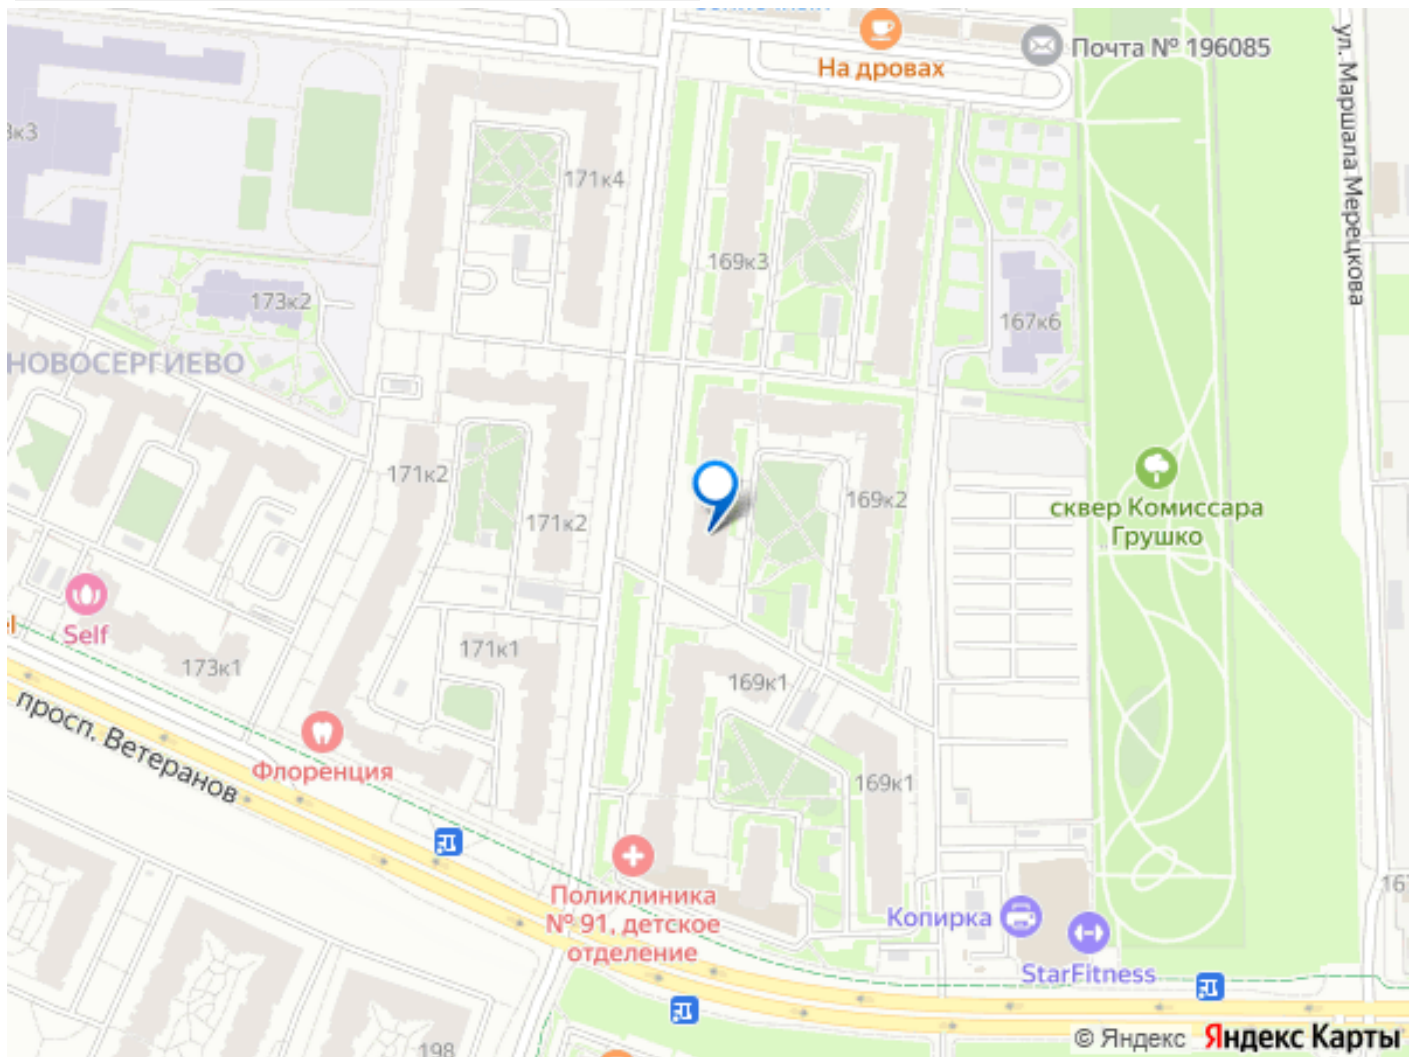 На дровах
Почта № 196085
ул. Маршала Мерецкова
171к4
169к3
173к2
167к6
НОВОСЕРГИЕВО
171к2
171к2
169к2
сквер Комиссара
Грушко
Self
173к1
171к1
169к1
просп. Ветеранов
Флоренция
169к1
Поликлиника
№ 91, детское
отделение
Копирка
StarFitness
198
© Яндекс Яндекс Карты